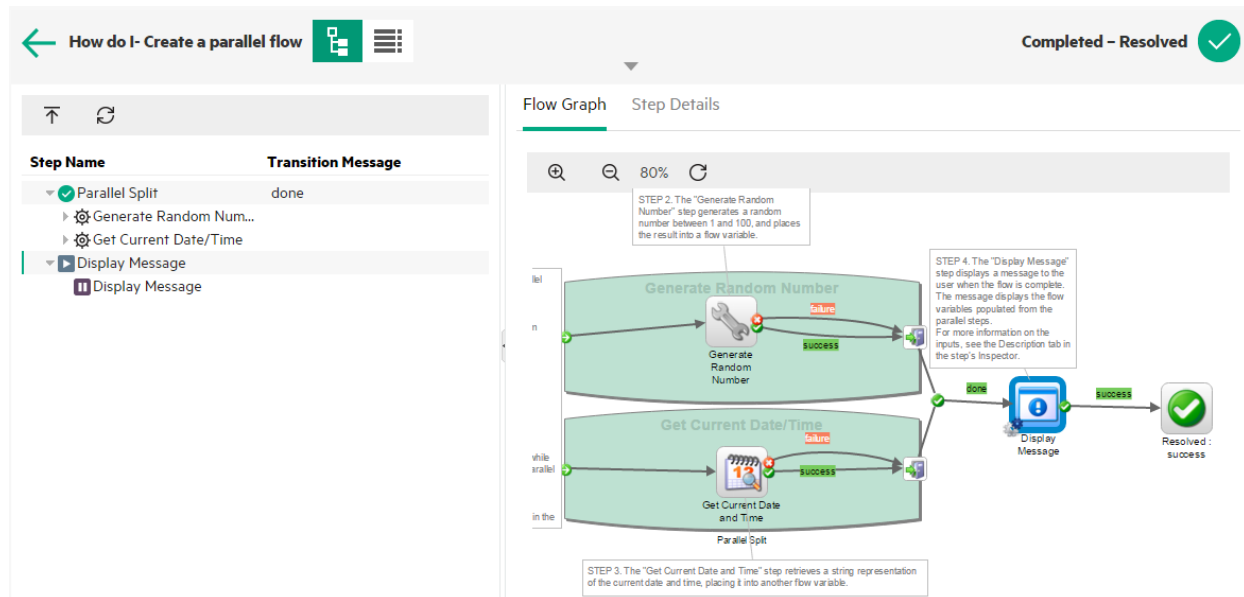 How do I- Create a parallel flow
Completed – Resolved
Step Name Transition Message
Parallel Split done
Generate Random Num...
Get Current Date/Time
Display Message
Display Message
Flow Graph Step Details
80%
STEP 2. The "Generate Random
Number" step generates a random
number between 1 and 100, and places
the result into a flow variable.
STEP 4. The "Display Message"
step displays a message to the
user when the flow is complete.
The message displays the flow
variables populated from the
parallel steps.
For more information on the
inputs, see the Description tab in
the step's Inspector.
Generate Random Number
failure
success
Generate
Random
Number
done
success
Display
Message
Resolved :
success
Get Current Date/Time
failure
success
while
in the
Get Current Date
and Time
Parallel Split
STEP 3. The "Get Current Date and Time" step retrieves a string representation
of the current date and time, placing it into another flow variable.